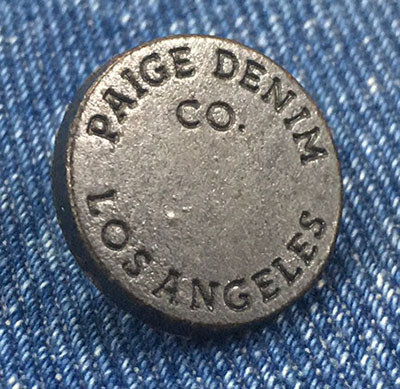 PAIGE DENIM
CO.
LOS ANGELES